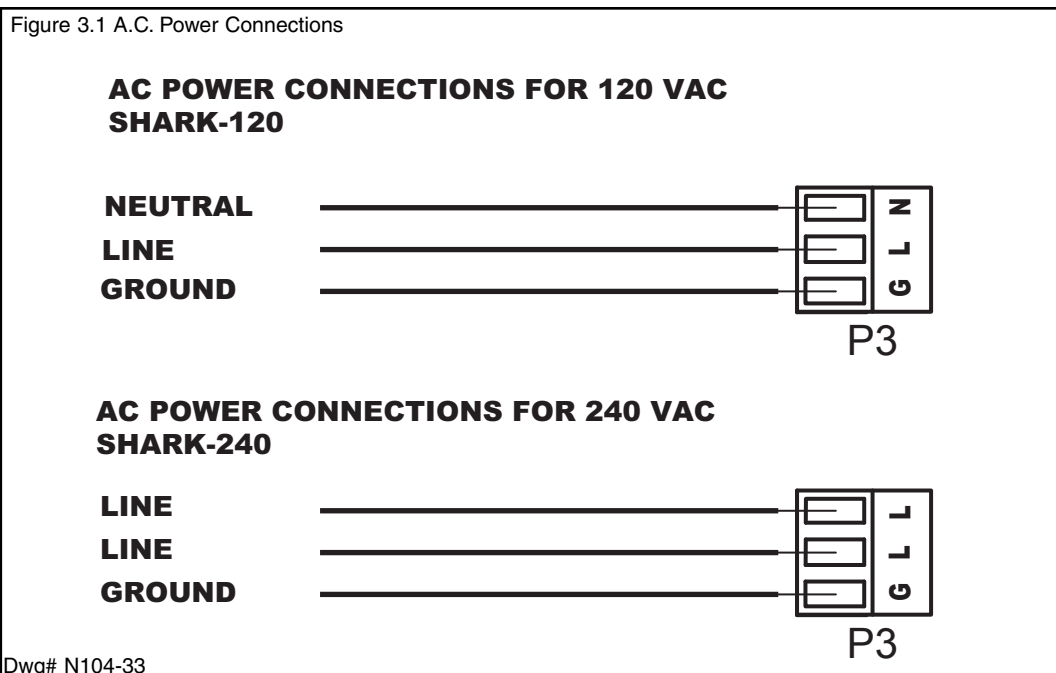 Figure 3.1 A.C. Power Connections
AC POWER CONNECTIONS FOR 120 VAC
SHARK-120
NEUTRAL
N
LINE
L
GROUND
G
P3
AC POWER CONNECTIONS FOR 240 VAC
SHARK-240
LINE
L
LINE
L
GROUND
G
P3
Dwg# N104-33